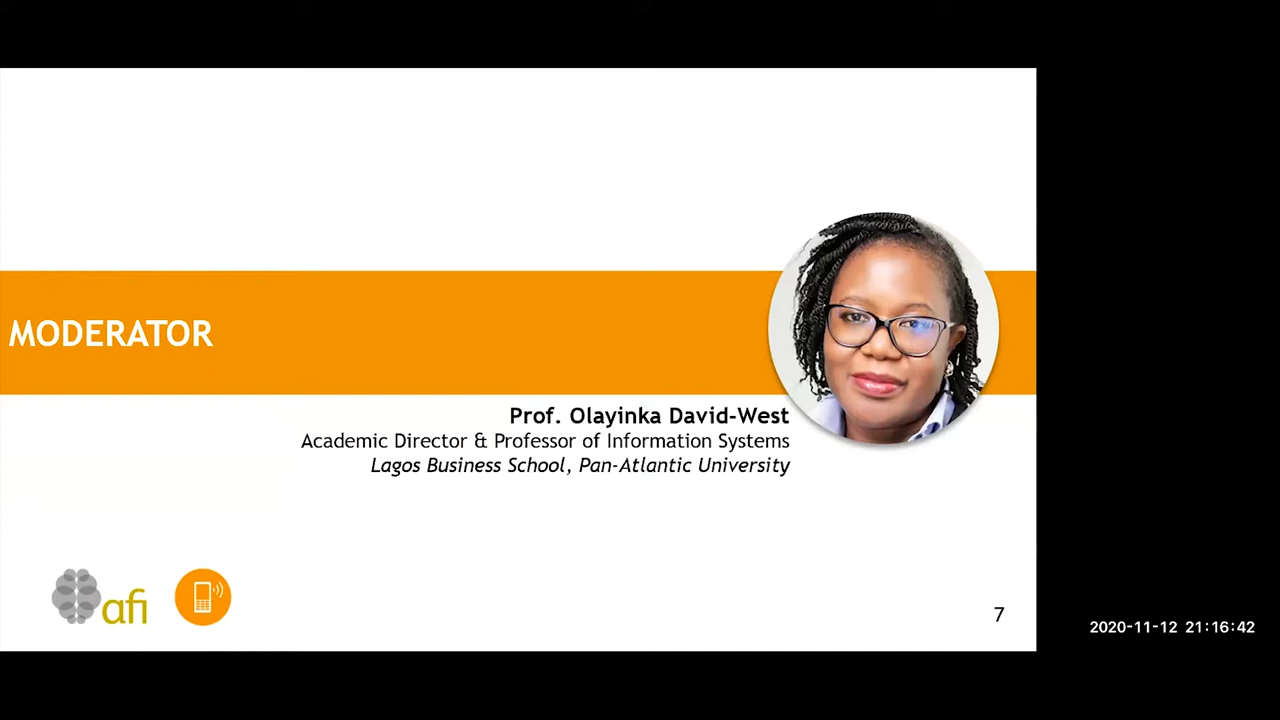 MODERATOR
Prof. Olayinka David-West
Academic Director & Professor of Information Systems
Lagos Business School, Pan-Atlantic University
afi
7
2020-11-12 21:16:42